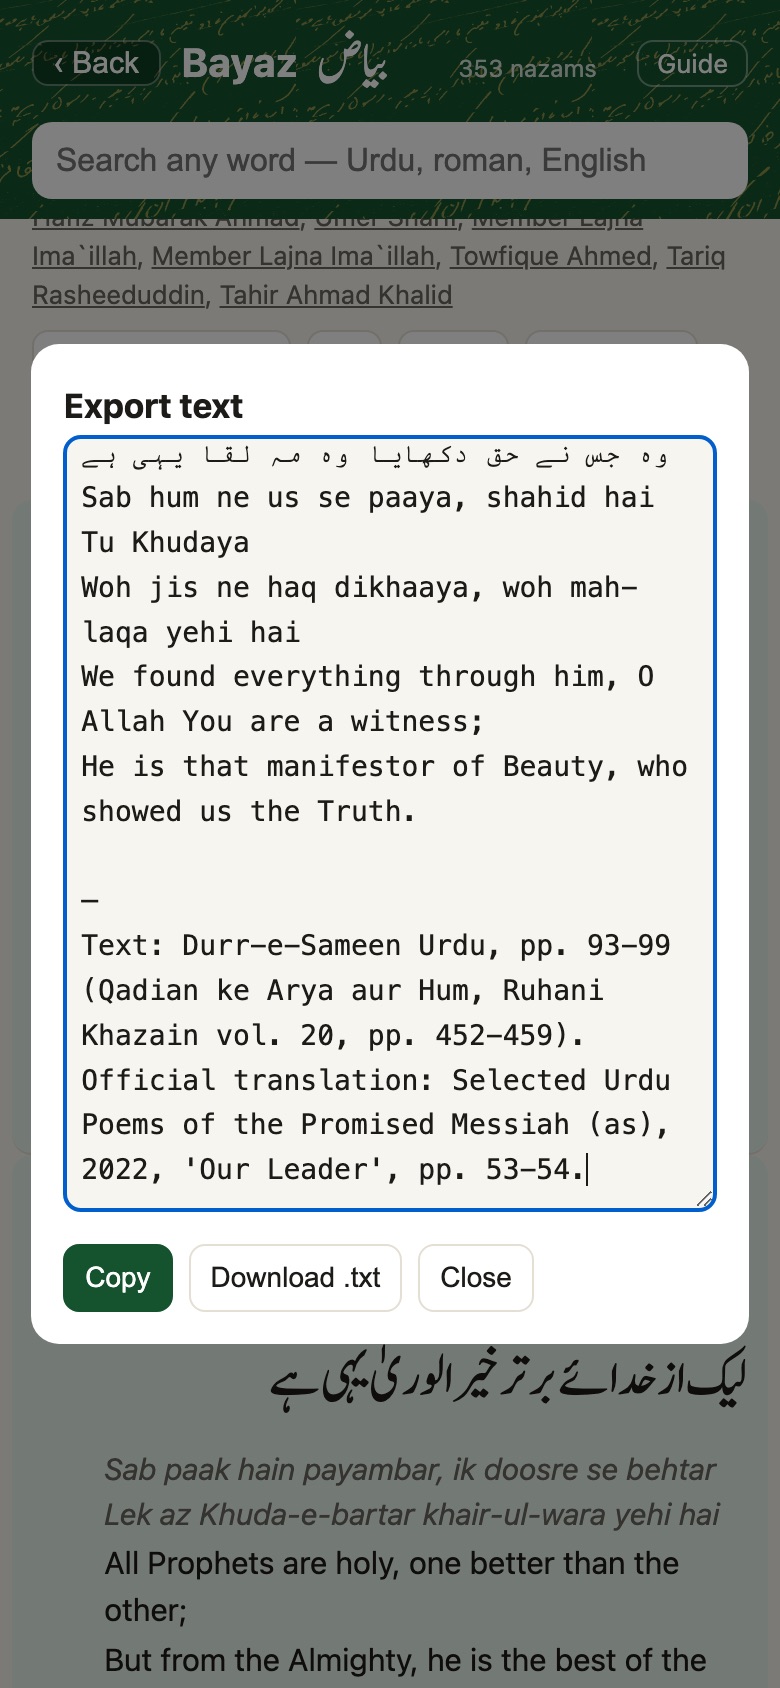 ‹ Back
Bayaz بیاض
353 nazams
Guide
Search any word — Urdu, roman, English
Hafiz Mubarak Ahmad, Umer Sharif, Member Lajna
Ima`illah, Member Lajna Ima`illah, Towfique Ahmed, Tariq
Rasheeduddin, Tahir Ahmad Khalid
Export text
وہ جس نے حق دکھایا وہ مہ لقا یہی ہے
Sab hum ne us se paaya, shahid hai
Tu Khudaya
Woh jis ne haq dikhaaya, woh mah-
laqa yehi hai
We found everything through him, O
Allah You are a witness;
He is that manifestor of Beauty, who
showed us the Truth.
—
Text: Durr-e-Sameen Urdu, pp. 93–99
(Qadian ke Arya aur Hum, Ruhani
Khazain vol. 20, pp. 452–459).
Official translation: Selected Urdu
Poems of the Promised Messiah (as),
2022, 'Our Leader', pp. 53–54.
Copy
Download .txt
Close
لیک از خدائے برتر خیر الوریٰ یہی ہے
Sab paak hain payambar, ik doosre se behtar
Lek az Khuda-e-bartar khair-ul-wara yehi hai
All Prophets are holy, one better than the
other;
But from the Almighty, he is the best of the